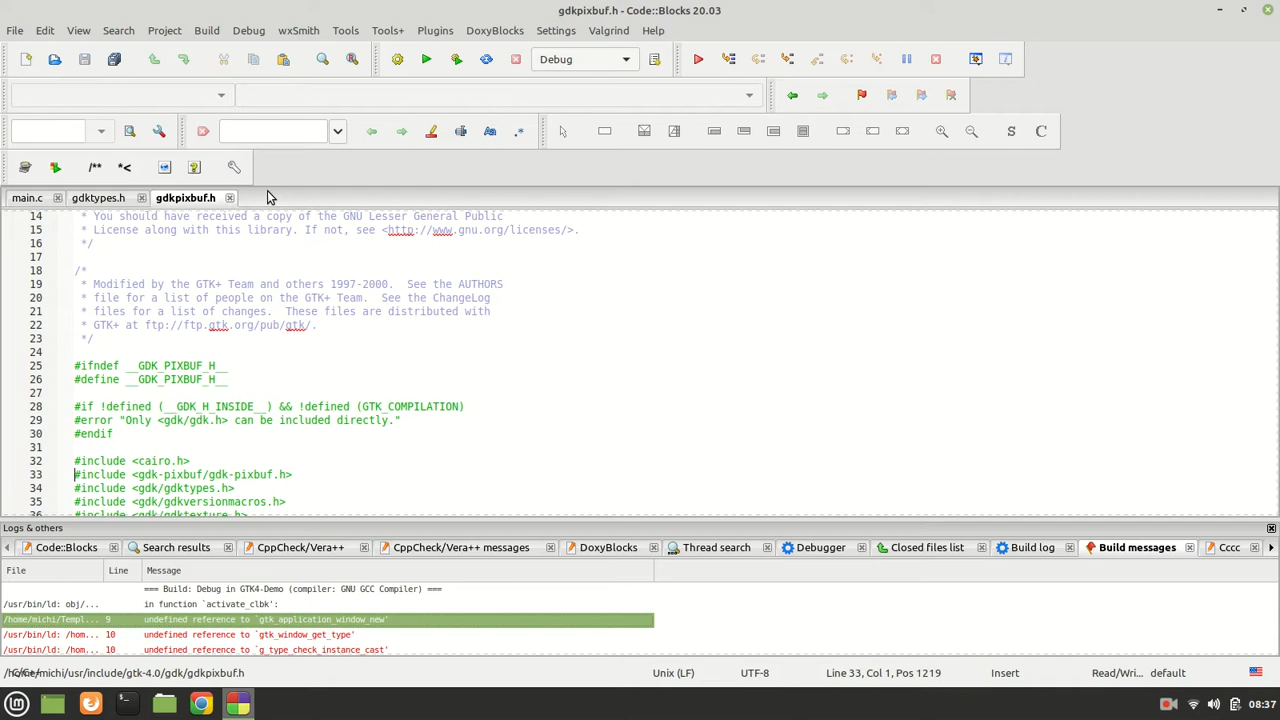 gdkpixbuf.h - Code::Blocks 20.03
File Edit View Search Project Build Debug wxSmith Tools Tools+ Plugins DoxyBlocks Settings Valgrind Help
Debug
/** *< 
S C
main.c gdktypes.h gdkpixbuf.h
14 * You should have received a copy of the GNU Lesser General Public
15 * License along with this library. If not, see <http://www.gnu.org/licenses/>.
16 */
17
18 /*
19 * Modified by the GTK+ Team and others 1997-2000.  See the AUTHORS
20 * file for a list of people on the GTK+ Team.  See the ChangeLog
21 * files for a list of changes.  These files are distributed with
22 * GTK+ at ftp://ftp.gtk.org/pub/gtk/.
23 */
24
25 #ifndef __GDK_PIXBUF_H__
26 #define __GDK_PIXBUF_H__
27
28 #if !defined (__GDK_H_INSIDE__) && !defined (GTK_COMPILATION)
29 #error "Only <gdk/gdk.h> can be included directly."
30 #endif
31
32 #include <cairo.h>
33 #include <gdk-pixbuf/gdk-pixbuf.h>
34 #include <gdk/gdktypes.h>
35 #include <gdk/gdkversionmacros.h>
36 #include <gdk/gdktexture.h>
Logs & others
Code::Blocks Search results CppCheck/Vera++ CppCheck/Vera++ messages DoxyBlocks Thread search Debugger Closed files list Build log Build messages Cccc
File Line Message
=== Build: Debug in GTK4-Demo (compiler: GNU GCC Compiler) ===
/usr/bin/ld: obj/... in function `activate_clbk':
/home/michi/Templ... 9 undefined reference to `gtk_application_window_new'
/usr/bin/ld: /hom... 10 undefined reference to `gtk_window_get_type'
/usr/bin/ld: /hom... 10 undefined reference to `g_type_check_instance_cast'
/home/michi/usr/include/gtk-4.0/gdk/gdkpixbuf.h Unix (LF) UTF-8 Line 33, Col 1, Pos 1219 Insert Read/Wri... default
08:37